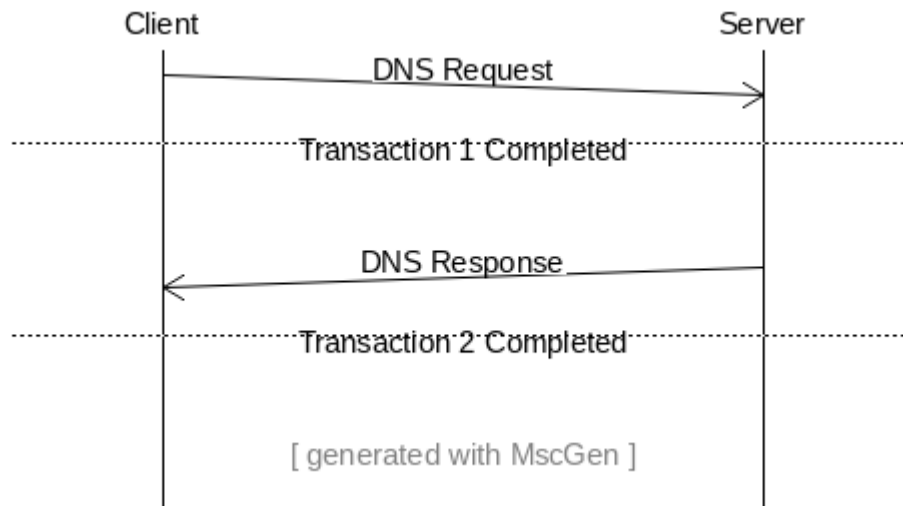 Client Server
DNS Request
Transaction 1 Completed
DNS Response
Transaction 2 Completed
[ generated with MscGen ]